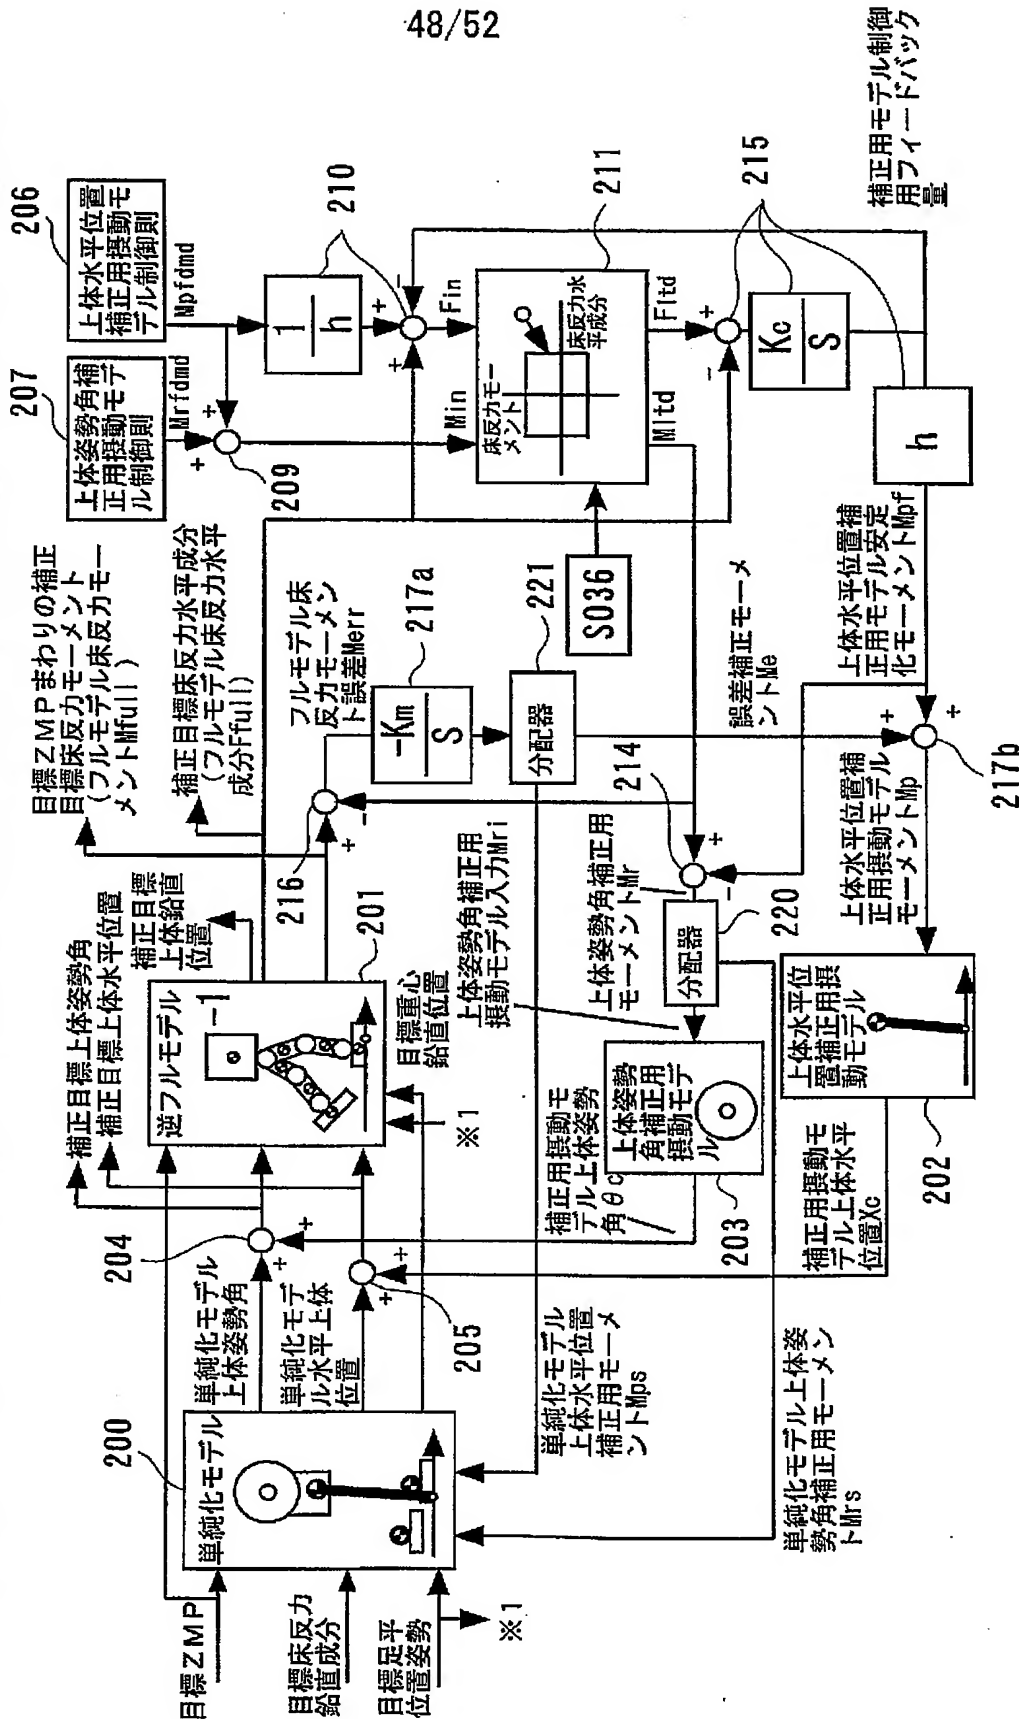 48/52
206
上体水平位置
補正用摂動モ
デル制御則
Mpfdmd
207
上体姿勢角補
正用摂動モデ
ル制御則
Mrfdmd
+
+
209
1
h
210
+
+
-
Fin
Min
床反力モー
メント
床反力水
平成分
211
Mltd
Fltd
+
-
215
Kc
S
h
補正用モデル制御
用フィードバック
量
SO36
目標ZMPまわりの補正
目標床反力モーメント
(フルモデル床反力モー
メントMfull)
補正目標床反力水平成分
(フルモデル床反力水平
成分Ffull)
補正目標上体姿勢角
補正目標上体水平位置
補正目標
上体鉛直
位置
216
+
-
フルモデル床
反力モーメン
ト誤差Merr
217a
-Km
S
221
分配器
誤差補正モーメ
ントMe
上体水平位置補
正用モデル安定
化モーメントMpf
+
+
217b
214
+
-
上体姿勢角補正用
モーメントMr
220
分配器
上体姿勢角補正用
摂動モデル入力Mri
上体水平位置補
正用摂動モデル
モーメントMp
201
逆フルモデル
-1
目標重心
鉛直位置
※1
上体姿勢
角補正用
摂動モデ
ル
203
補正用摂動モ
デル上体姿勢
角θc
上体水平位
置補正用摂
動モデル
202
補正用摂動モ
デル上体水平
位置Xc
204
+
+
205
+
+
単純化モデル
上体姿勢角
単純化モデ
ル水平上体
位置
200
単純化モデル
単純化モデル
上体水平位置
補正用モーメ
ントMps
単純化モデル上体姿
勢角補正用モーメン
トMrs
目標ZMP
目標床反力
鉛直成分
目標足平
位置姿勢
※1